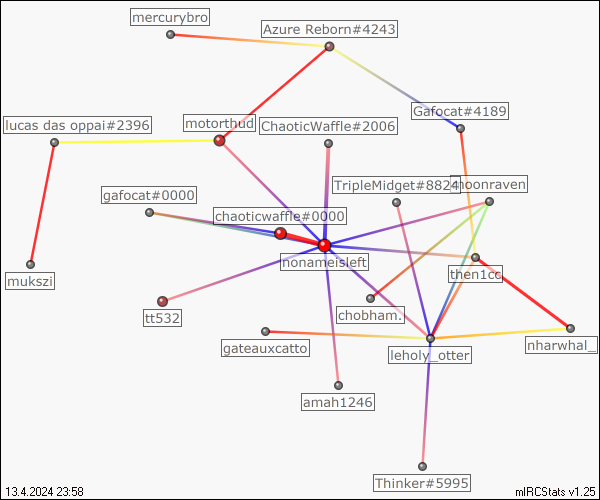 mercurybro
Azure Reborn#4243
Gafocat#4189
lucas das oppai#2396
motorthud
ChaoticWaffle#2006
TripleMidget#8824
moonraven
gafocat#0000
chaoticwaffle#0000
nonameisleft
then1cc
mukszi
tt532
chobham.
nharwhal_
gateauxcatto
leholy_otter
amah1246
Thinker#5995
13.4.2024 23:58
mIRCStats v1.25